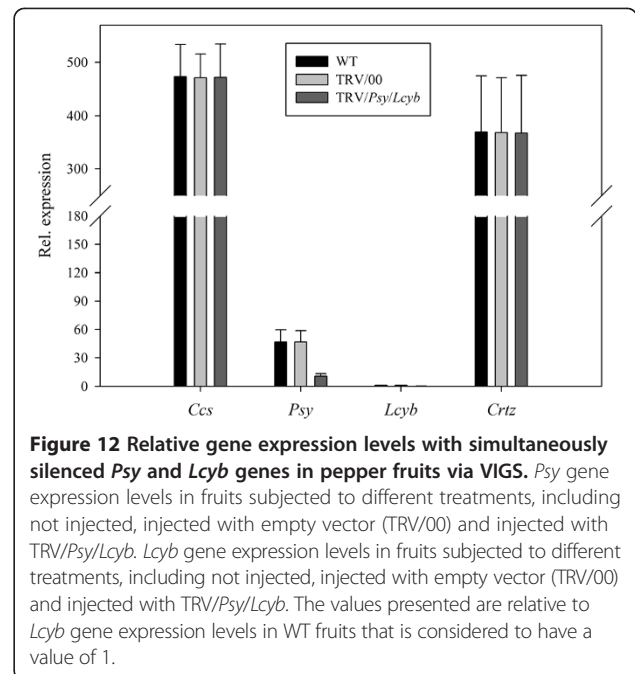 WT
TRV/00
TRV/Psy/Lcyb
500
400
300
180
150
120
90
60
30
0
Rel. expression
Ccs Psy Lcyb Crtz
Figure 12 Relative gene expression levels with simultaneously
silenced Psy and Lcyb genes in pepper fruits via VIGS. Psy gene
expression levels in fruits subjected to different treatments, including
not injected, injected with empty vector (TRV/00) and injected with
TRV/Psy/Lcyb. Lcyb gene expression levels in fruits subjected to different
treatments, including not injected, injected with empty vector (TRV/00)
and injected with TRV/Psy/Lcyb. The values presented are relative to
Lcyb gene expression levels in WT fruits that is considered to have a
value of 1.